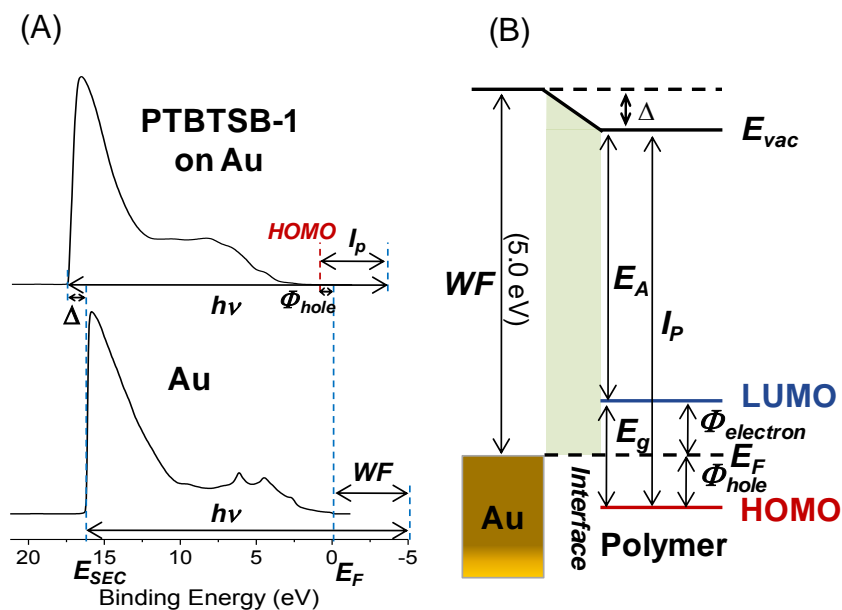 (A)
PTBTSB-1
on Au
HOMO
Ip
hν
Φhole
Δ
Au
WF
hν
20 15 10 5 0 -5
ESEC
EF
Binding Energy (eV)
(B)
Δ
Evac
WF
(5.0 eV)
EA
IP
LUMO
Eg
Φelectron
EF
Φhole
HOMO
Au
Interface
Polymer